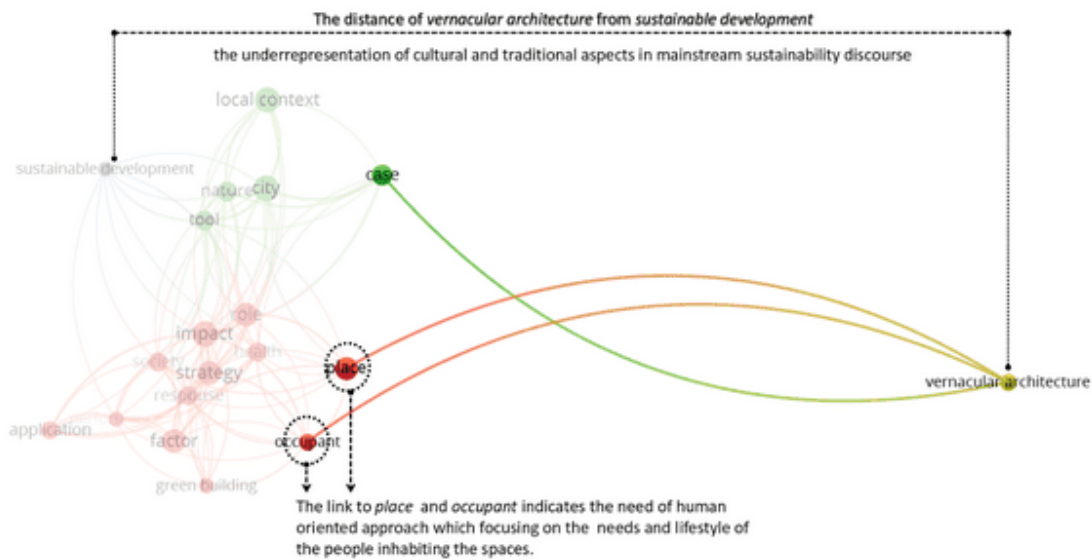 The distance of vernacular architecture from sustainable development
the underrepresentation of cultural and traditional aspects in mainstream sustainability discourse
local context
sustainable development
case
nature
city
tool
role
impact
health
society
place
strategy
response
vernacular architecture
application
factor
occupant
green building
The link to place and occupant indicates the need of human
oriented approach which focusing on the needs and lifestyle of
the people inhabiting the spaces.